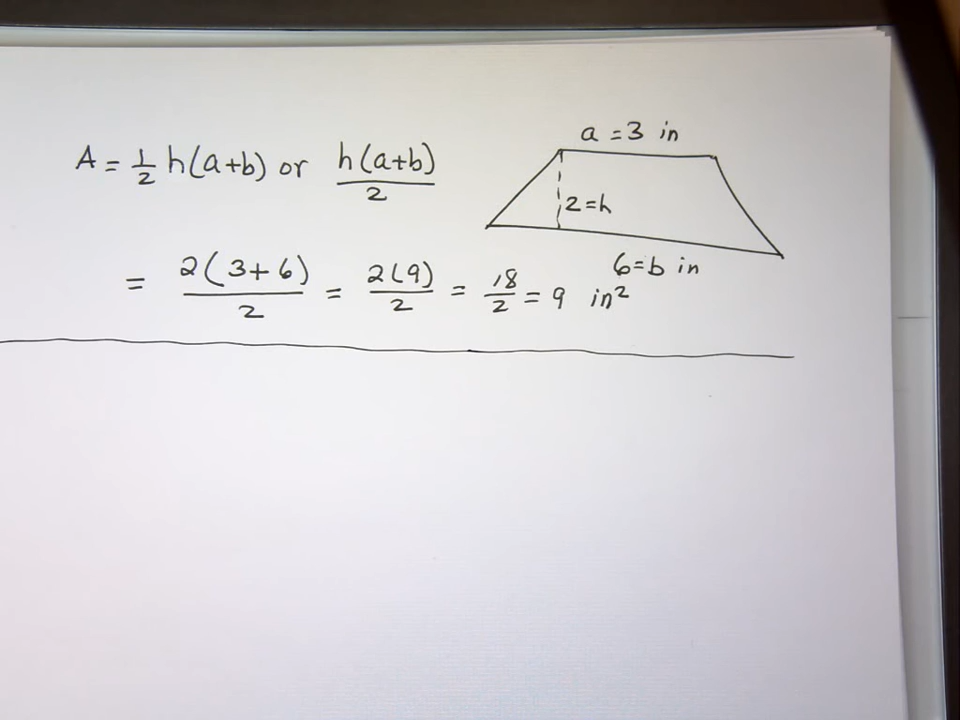 A = 1/2 h(a+b) or h(a+b)/2
a = 3 in
2 = h
6 = b in
= 2(3+6)/2 = 2(9)/2 = 18/2 = 9 in²